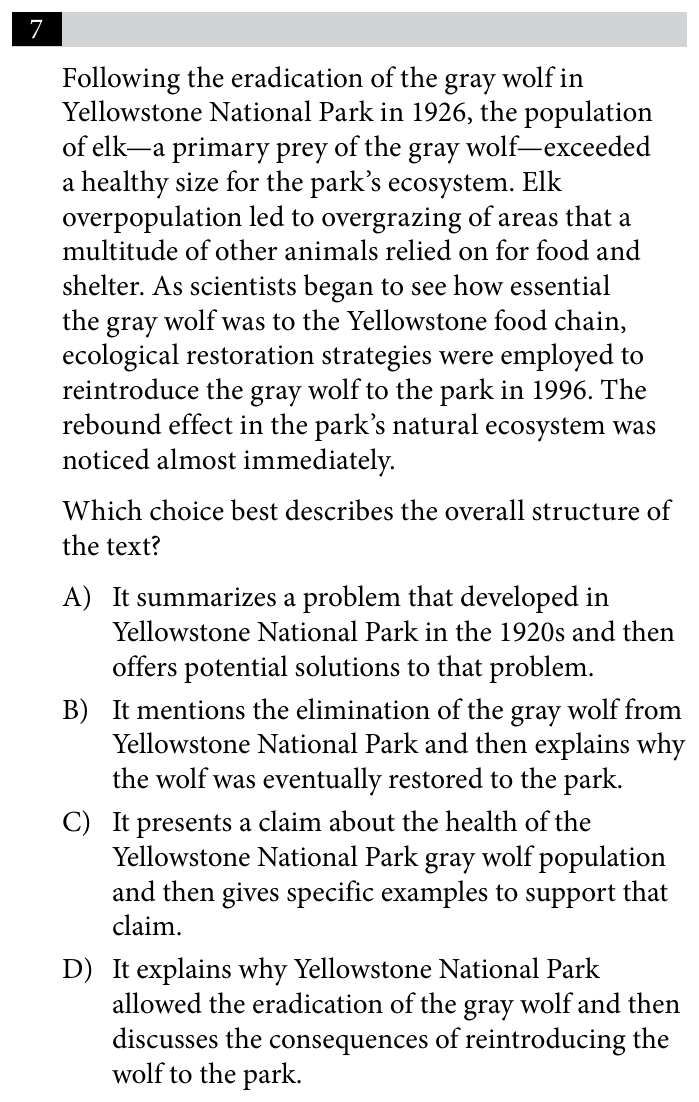 7
Following the eradication of the gray wolf in
Yellowstone National Park in 1926, the population
of elk—a primary prey of the gray wolf—exceeded
a healthy size for the park’s ecosystem. Elk
overpopulation led to overgrazing of areas that a
multitude of other animals relied on for food and
shelter. As scientists began to see how essential
the gray wolf was to the Yellowstone food chain,
ecological restoration strategies were employed to
reintroduce the gray wolf to the park in 1996. The
rebound effect in the park’s natural ecosystem was
noticed almost immediately.
Which choice best describes the overall structure of
the text?
A) It summarizes a problem that developed in
Yellowstone National Park in the 1920s and then
offers potential solutions to that problem.
B) It mentions the elimination of the gray wolf from
Yellowstone National Park and then explains why
the wolf was eventually restored to the park.
C) It presents a claim about the health of the
Yellowstone National Park gray wolf population
and then gives specific examples to support that
claim.
D) It explains why Yellowstone National Park
allowed the eradication of the gray wolf and then
discusses the consequences of reintroducing the
wolf to the park.